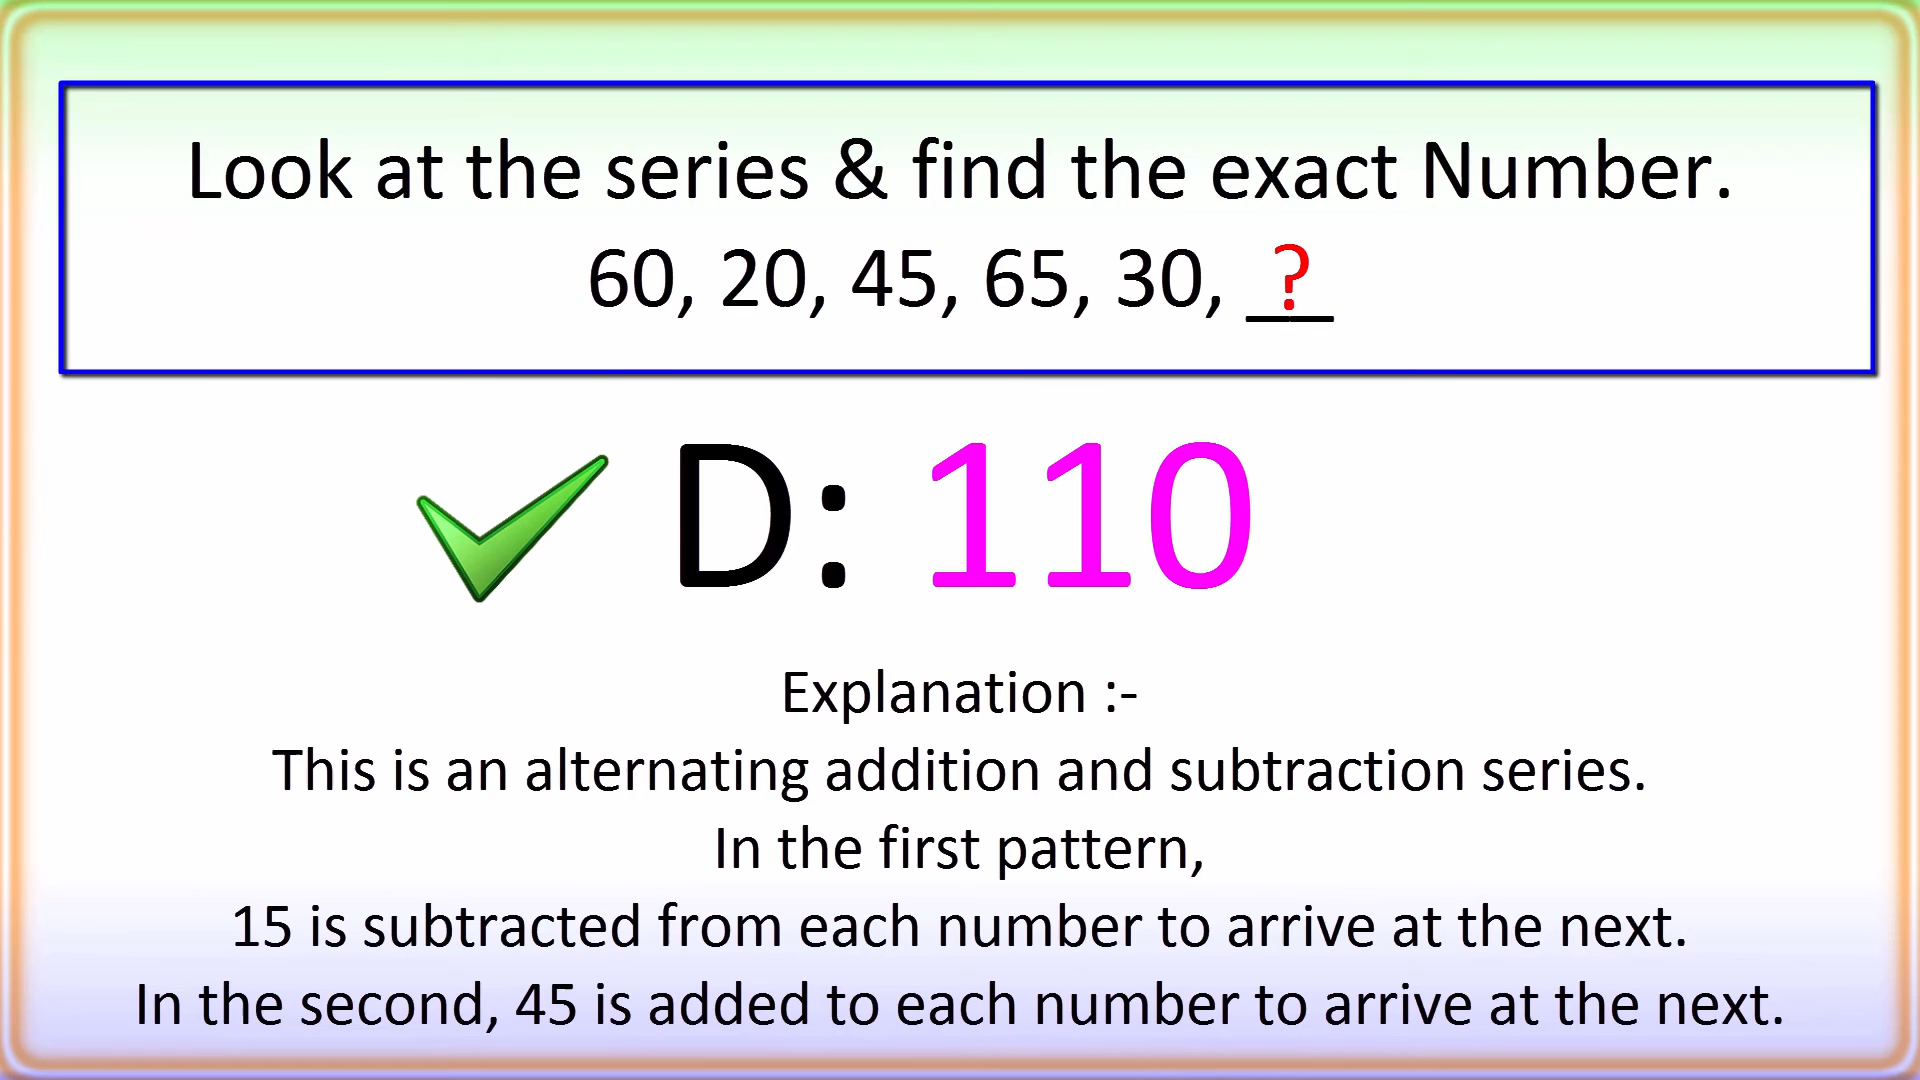 Look at the series & find the exact Number.
60, 20, 45, 65, 30, __?__
D: 110
Explanation :-
This is an alternating addition and subtraction series.
In the first pattern,
15 is subtracted from each number to arrive at the next.
In the second, 45 is added to each number to arrive at the next.